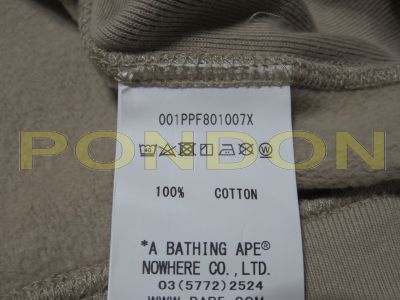 001PPF801007X
PONDON
100% COTTON
*A BATHING APE®
NOWHERE CO.,LTD.
03(5772)2524